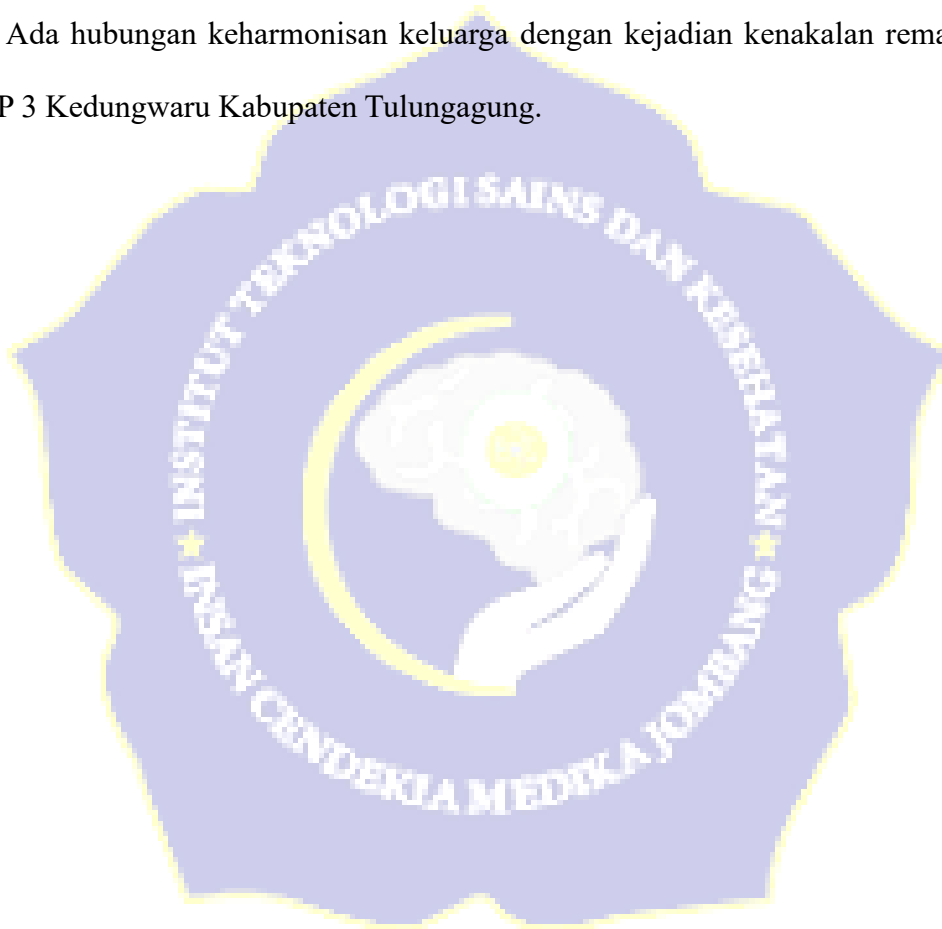 Ada hubungan keharmonisan keluarga dengan kejadian kenakalan rema
P 3 Kedungwaru Kabupaten Tulungagung.
INSTITUT TEKNOLOGI SAINS DAN KESEHATAN
INSAN CENDEKIA MEDIKA JOMBANG